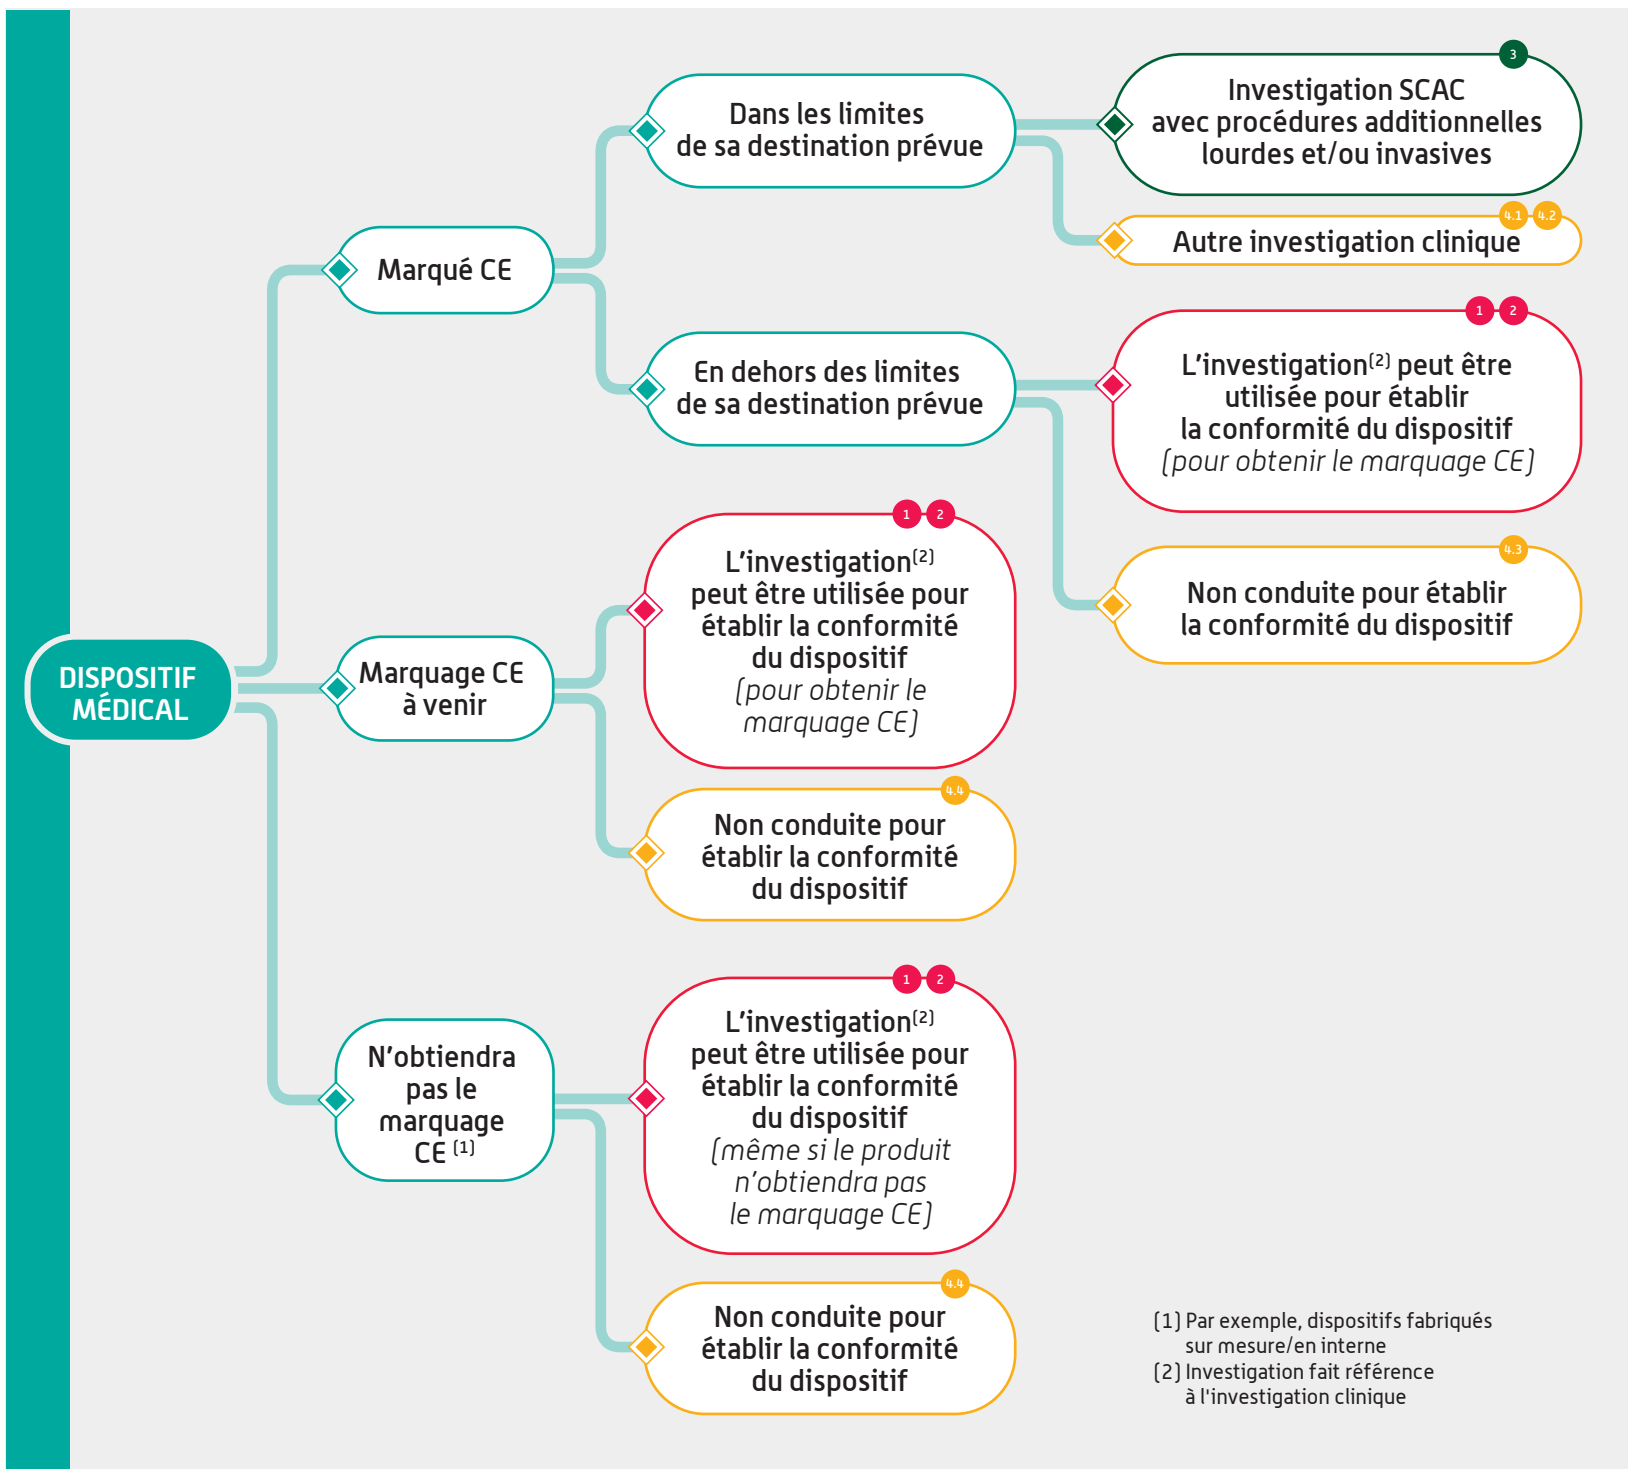 DISPOSITIF
MÉDICAL
Marqué CE
Dans les limites
de sa destination prévue
3
Investigation SCAC
avec procédures additionnelles
lourdes et/ou invasives
4.1 4.2
Autre investigation clinique
En dehors des limites
de sa destination prévue
1 2
L’investigation(2) peut être
utilisée pour établir
la conformité du dispositif
(pour obtenir le marquage CE)
4.3
Non conduite pour établir
la conformité du dispositif
Marquage CE
à venir
1 2
L’investigation(2)
peut être utilisée pour
établir la conformité
du dispositif
(pour obtenir le
marquage CE)
4.4
Non conduite pour
établir la conformité
du dispositif
N’obtiendra
pas le
marquage
CE (1)
1 2
L’investigation(2)
peut être utilisée pour
établir la conformité
du dispositif
(même si le produit
n’obtiendra pas
le marquage CE)
4.4
Non conduite pour
établir la conformité
du dispositif
(1) Par exemple, dispositifs fabriqués
sur mesure/en interne
(2) Investigation fait référence
à l'investigation clinique